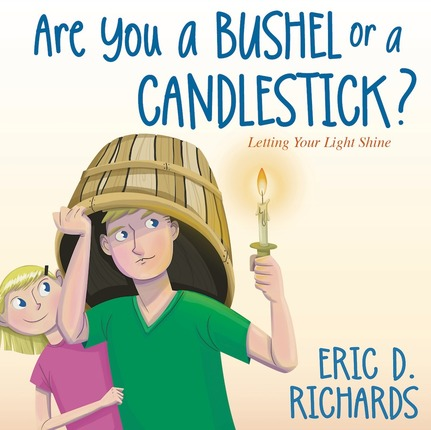 Are You a BUSHEL or a
CANDLESTICK?
Letting Your Light Shine
ERIC D.
RICHARDS